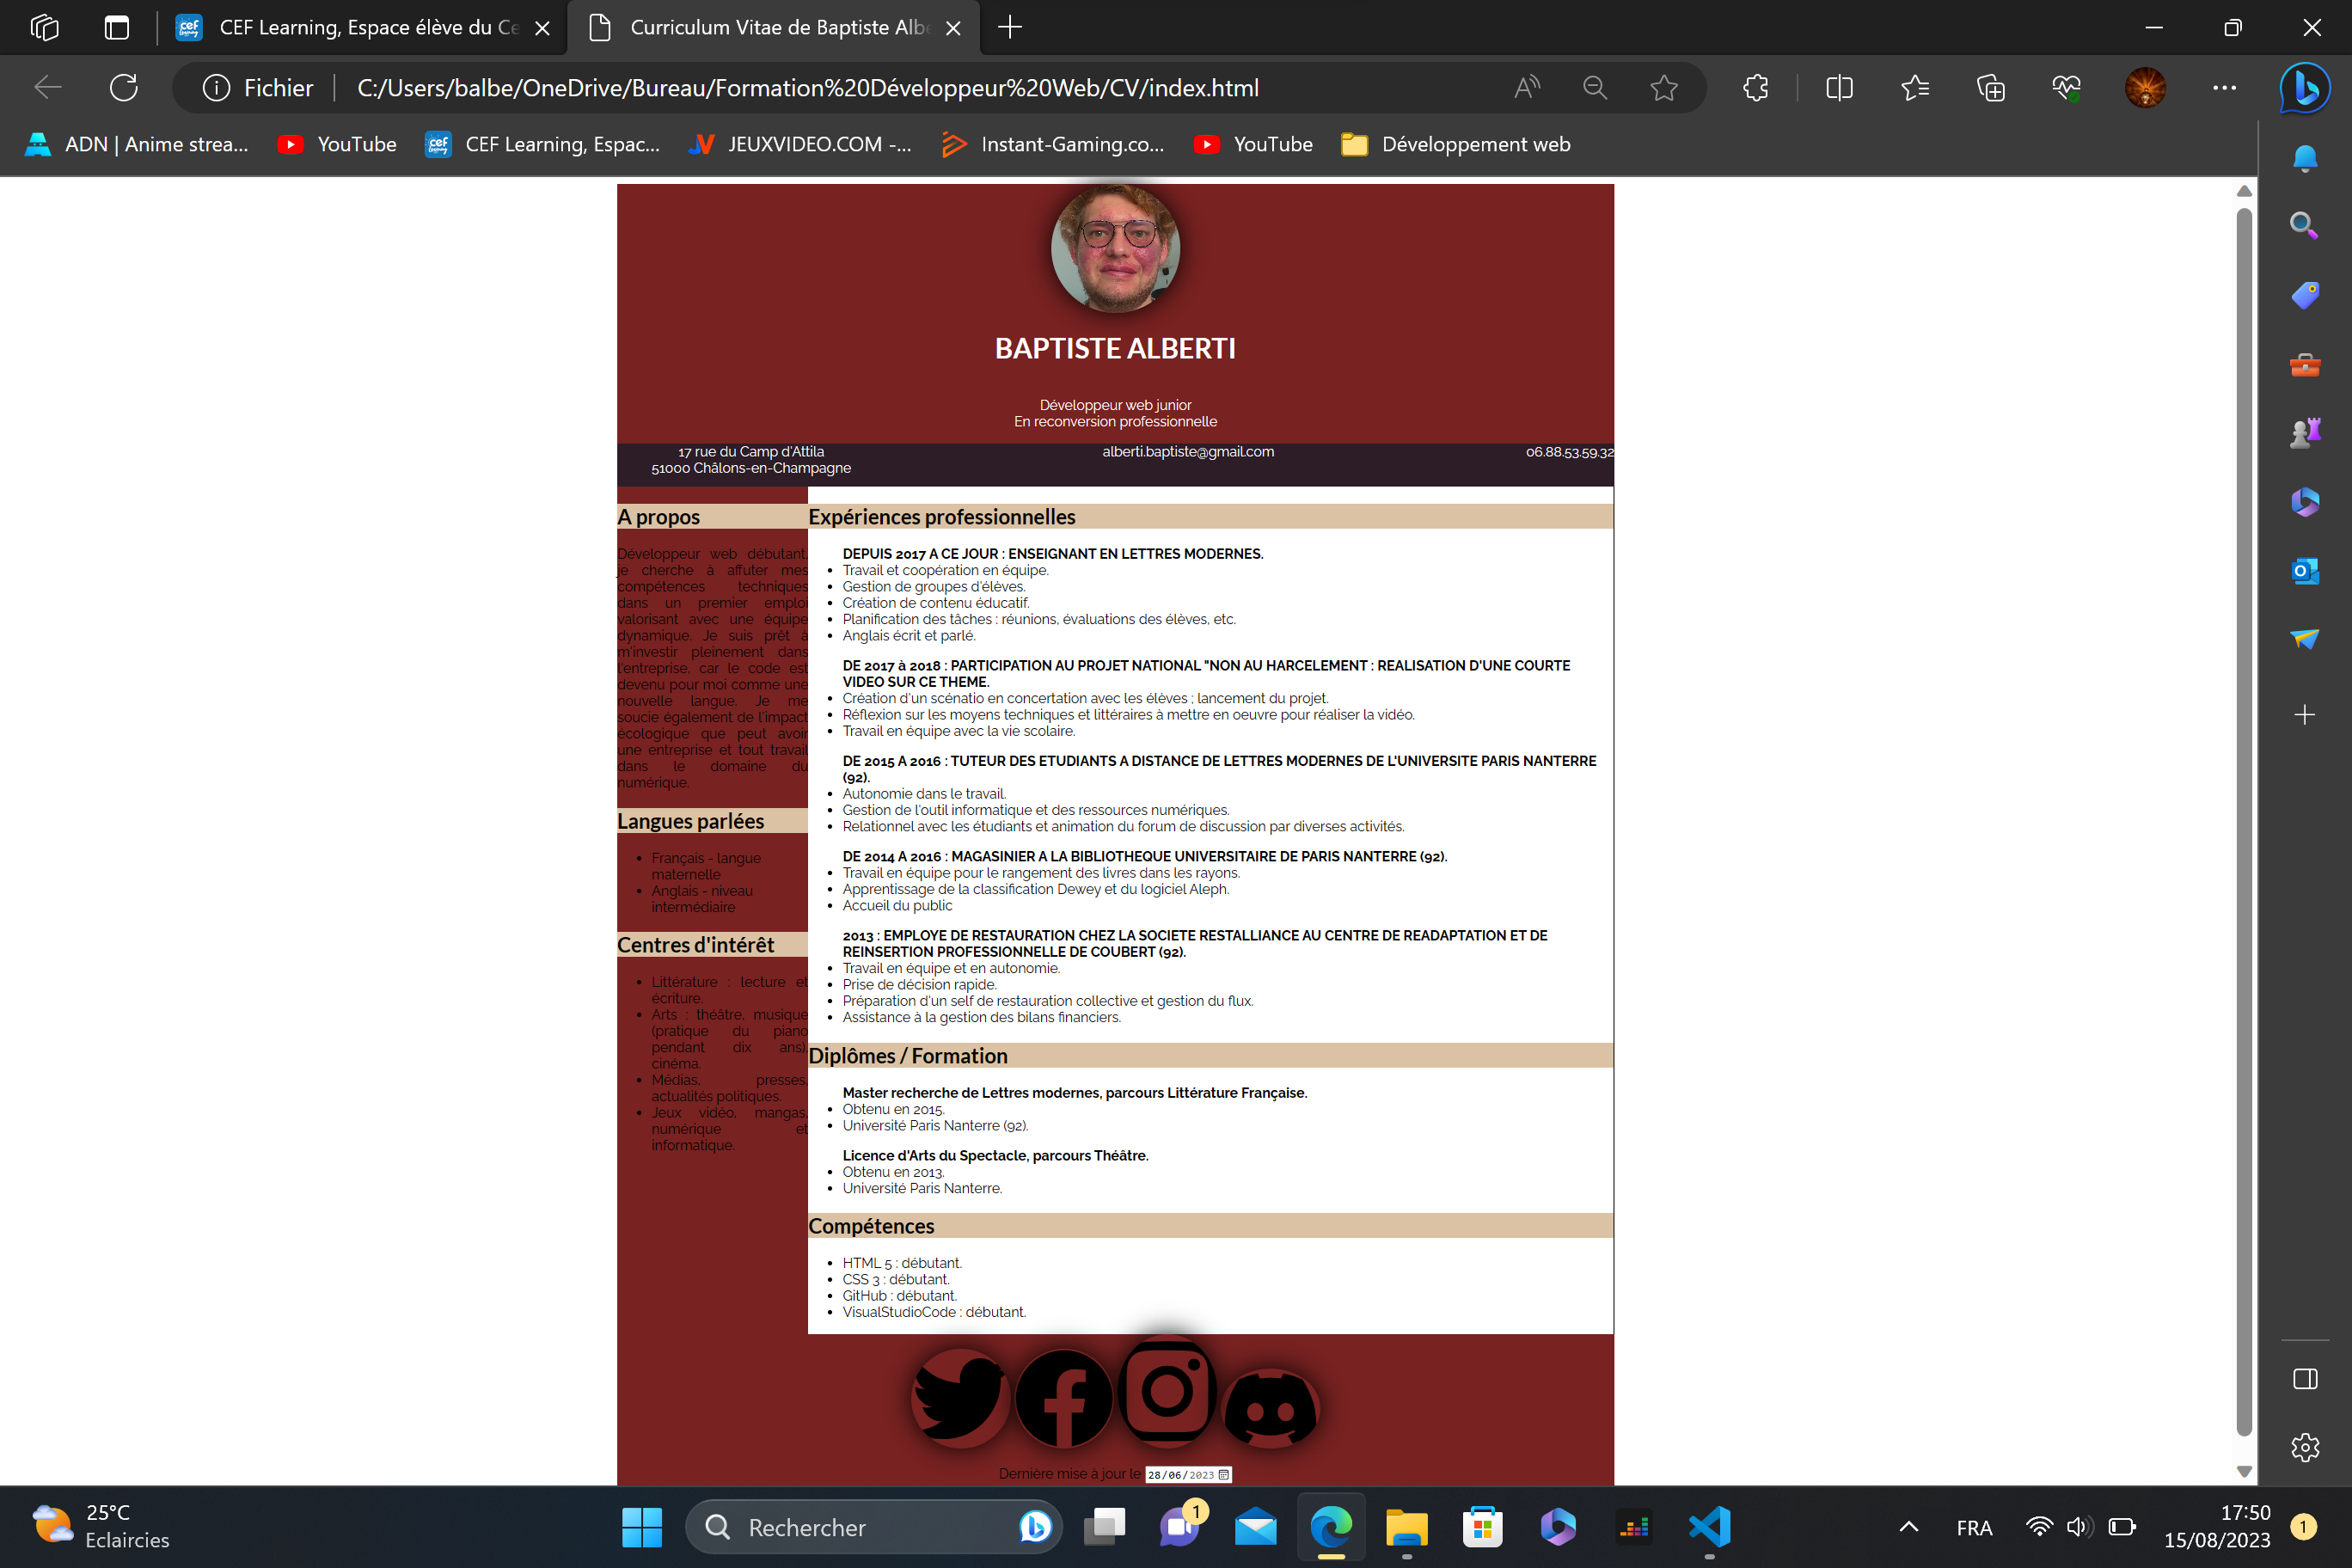 CEF Learning, Espace élève du Ce
Curriculum Vitae de Baptiste Albe
Fichier
C:/Users/balbe/OneDrive/Bureau/Formation%20Développeur%20Web/CV/index.html
ADN | Anime strea...
YouTube
CEF Learning, Espac...
JEUXVIDEO.COM -...
Instant-Gaming.co...
YouTube
Développement web
BAPTISTE ALBERTI
Développeur web junior
En reconversion professionnelle
17 rue du Camp d'Attila
51000 Châlons-en-Champagne
alberti.baptiste@gmail.com
06.88.53.59.32
A propos
Développeur web débutant,
je cherche à affuter mes
compétences techniques
dans un premier emploi
valorisant avec une équipe
dynamique. Je suis prêt à
m'investir pleinement dans
l'entreprise, car le code est
devenu pour moi comme une
nouvelle langue. Je me
soucie également de l'impact
écologique que peut avoir
une entreprise et tout travail
dans le domaine du
numérique.
Langues parlées
Français - langue
maternelle
Anglais - niveau
intermédiaire
Centres d'intérêt
Littérature : lecture et
écriture.
Arts : théâtre, musique
(pratique du piano
pendant dix ans),
cinéma.
Médias, presses,
actualités politiques.
Jeux vidéo, mangas,
numérique et
informatique.
Expériences professionnelles
DEPUIS 2017 A CE JOUR : ENSEIGNANT EN LETTRES MODERNES.
Travail et coopération en équipe.
Gestion de groupes d'élèves.
Création de contenu éducatif.
Planification des tâches : réunions, évaluations des élèves, etc.
Anglais écrit et parlé.
DE 2017 à 2018 : PARTICIPATION AU PROJET NATIONAL "NON AU HARCELEMENT : REALISATION D'UNE COURTE
VIDEO SUR CE THEME.
Création d'un scénatio en concertation avec les élèves ; lancement du projet.
Réflexion sur les moyens techniques et littéraires à mettre en oeuvre pour réaliser la vidéo.
Travail en équipe avec la vie scolaire.
DE 2015 A 2016 : TUTEUR DES ETUDIANTS A DISTANCE DE LETTRES MODERNES DE L'UNIVERSITE PARIS NANTERRE
(92).
Autonomie dans le travail.
Gestion de l'outil informatique et des ressources numériques.
Relationnel avec les étudiants et animation du forum de discussion par diverses activités.
DE 2014 A 2016 : MAGASINIER A LA BIBLIOTHEQUE UNIVERSITAIRE DE PARIS NANTERRE (92).
Travail en équipe pour le rangement des livres dans les rayons.
Apprentissage de la classification Dewey et du logiciel Aleph.
Accueil du public
2013 : EMPLOYE DE RESTAURATION CHEZ LA SOCIETE RESTALLIANCE AU CENTRE DE READAPTATION ET DE
REINSERTION PROFESSIONNELLE DE COUBERT (92).
Travail en équipe et en autonomie.
Prise de décision rapide.
Préparation d'un self de restauration collective et gestion du flux.
Assistance à la gestion des bilans financiers.
Diplômes / Formation
Master recherche de Lettres modernes, parcours Littérature Française.
Obtenu en 2015.
Université Paris Nanterre (92).
Licence d'Arts du Spectacle, parcours Théâtre.
Obtenu en 2013.
Université Paris Nanterre.
Compétences
HTML 5 : débutant.
CSS 3 : débutant.
GitHub : débutant.
VisualStudioCode : débutant.
Dernière mise à jour le 28/06/2023
25°C
Eclaircies
Rechercher
1
FRA
17:50
15/08/2023
1